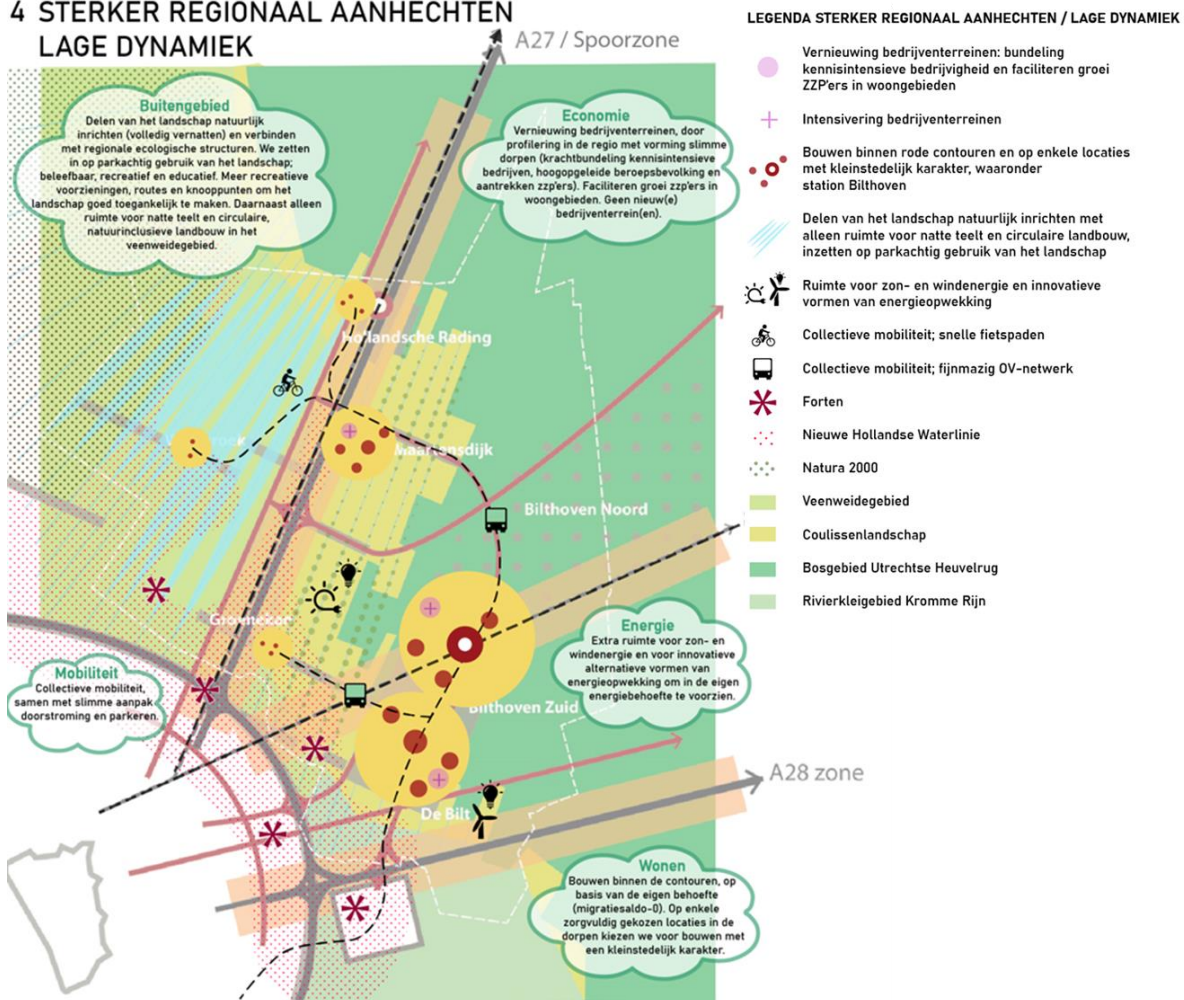 4 STERKER REGIONAAL AANHECHTEN
LAGE DYNAMIEK
A27 / Spoorzone
Buitengebied
Delen van het landschap natuurlijk
inrichten (volledig vernatten) en verbinden
met regionale ecologische structuren. We zetten
in op parkachtig gebruik van het landschap;
beleefbaar, recreatief en educatief. Meer recreatieve
voorzieningen, routes en knooppunten om het
landschap goed toegankelijk te maken. Daarnaast alleen
ruimte voor natte teelt en circulaire,
natuurinclusieve landbouw in het
veenweidegebied.
Economie
Vernieuwing bedrijventerreinen, door
profilering in de regio met vorming slimme
dorpen (krachtbundeling kennisintensieve
bedrijven, hoogopgeleide beroepsbevolking en
aantrekken zzp'ers). Faciliteren groei zzp'ers in
woongebieden. Geen nieuw(e)
bedrijventerrein(en).
Hollandsche Rading
Maartensdijk
Bilthoven Noord
Groenekan
Mobiliteit
Collectieve mobiliteit,
samen met slimme aanpak
doorstroming en parkeren.
Energie
Extra ruimte voor zon- en
windenergie en voor innovatieve
alternatieve vormen van
energieopwekking om in de eigen
energiebehoefte te voorzien.
Bilthoven Zuid
A28 zone
De Bilt
Wonen
Bouwen binnen de contouren, op
basis van de eigen behoefte
(migratiesaldo-0). Op enkele
zorgvuldig gekozen locaties in de
dorpen kiezen we voor bouwen met
een kleinstedelijk karakter.
LEGENDA STERKER REGIONAAL AANHECHTEN / LAGE DYNAMIEK
Vernieuwing bedrijventerreinen: bundeling
kennisintensieve bedrijvigheid en faciliteren groei
ZZP'ers in woongebieden
Intensivering bedrijventerreinen
Bouwen binnen rode contouren en op enkele locaties
met kleinstedelijk karakter, waaronder
station Bilthoven
Delen van het landschap natuurlijk inrichten met
alleen ruimte voor natte teelt en circulaire landbouw,
inzetten op parkachtig gebruik van het landschap
Ruimte voor zon- en windenergie en innovatieve
vormen van energieopwekking
Collectieve mobiliteit; snelle fietspaden
Collectieve mobiliteit; fijnmazig OV-netwerk
Forten
Nieuwe Hollandse Waterlinie
Natura 2000
Veenweidegebied
Coulissenlandschap
Bosgebied Utrechtse Heuvelrug
Rivierkleigebied Kromme Rijn